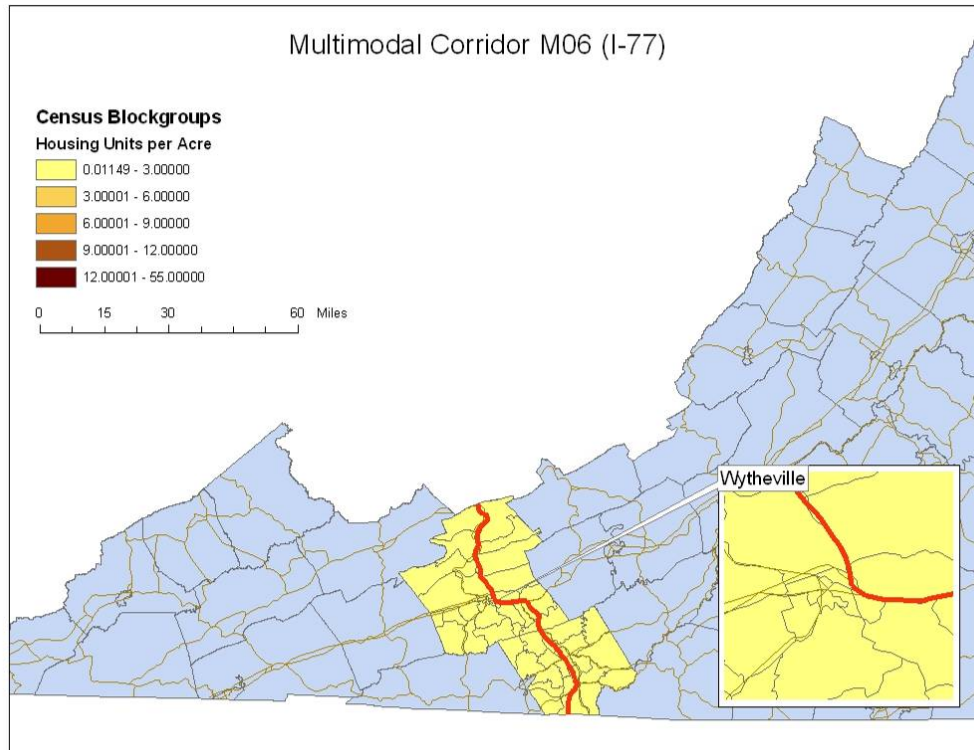 Multimodal Corridor M06 (I-77)
Census Blockgroups
Housing Units per Acre
0.01149 - 3.00000
3.00001 - 6.00000
6.00001 - 9.00000
9.00001 - 12.00000
12.00001 - 55.00000
0 15 30 60 Miles
Wytheville